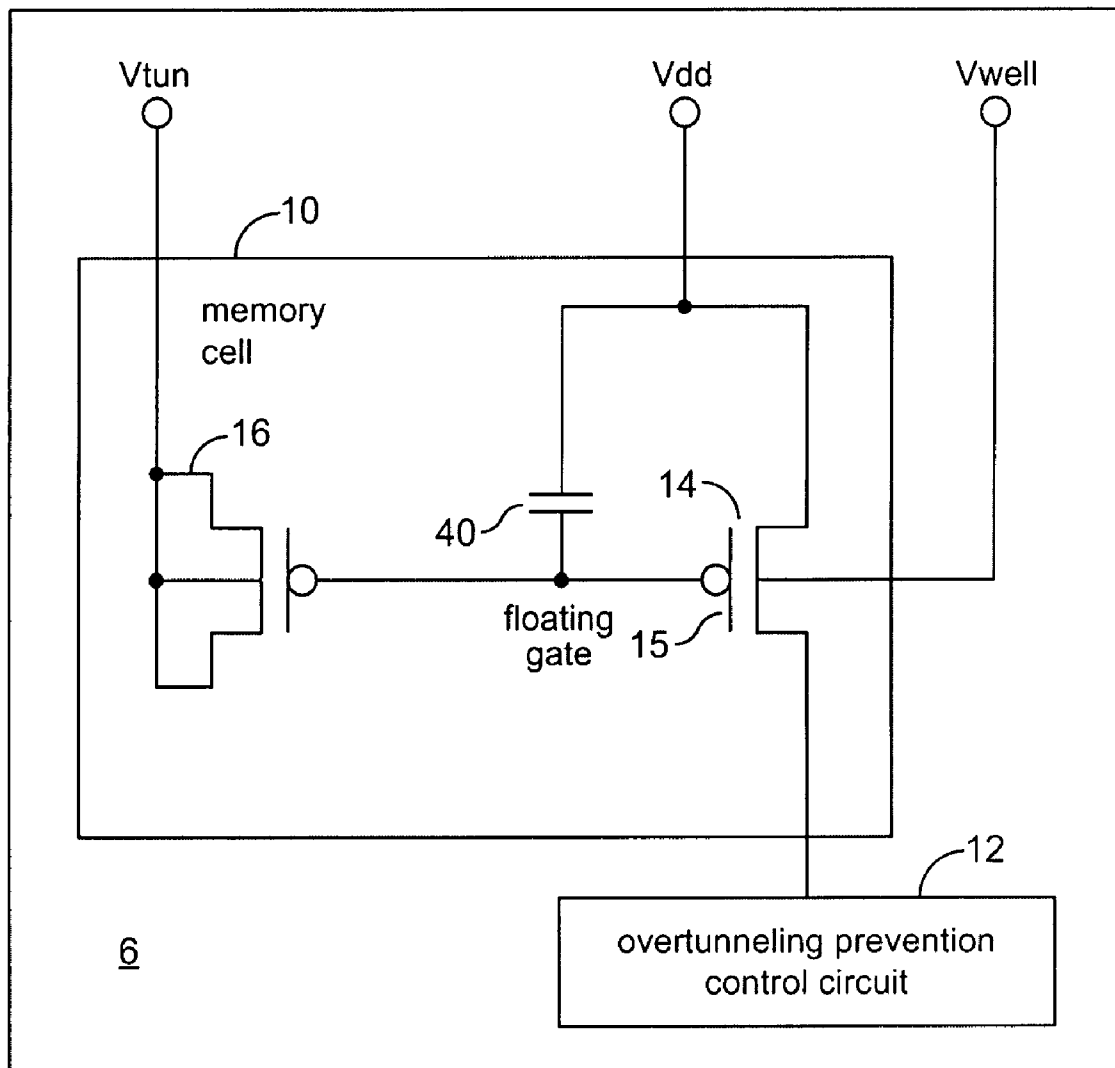 Vtun
Vdd
Vwell
10
memory
cell
16
14
40
floating
gate
15
12
6
overtunneling prevention
control circuit